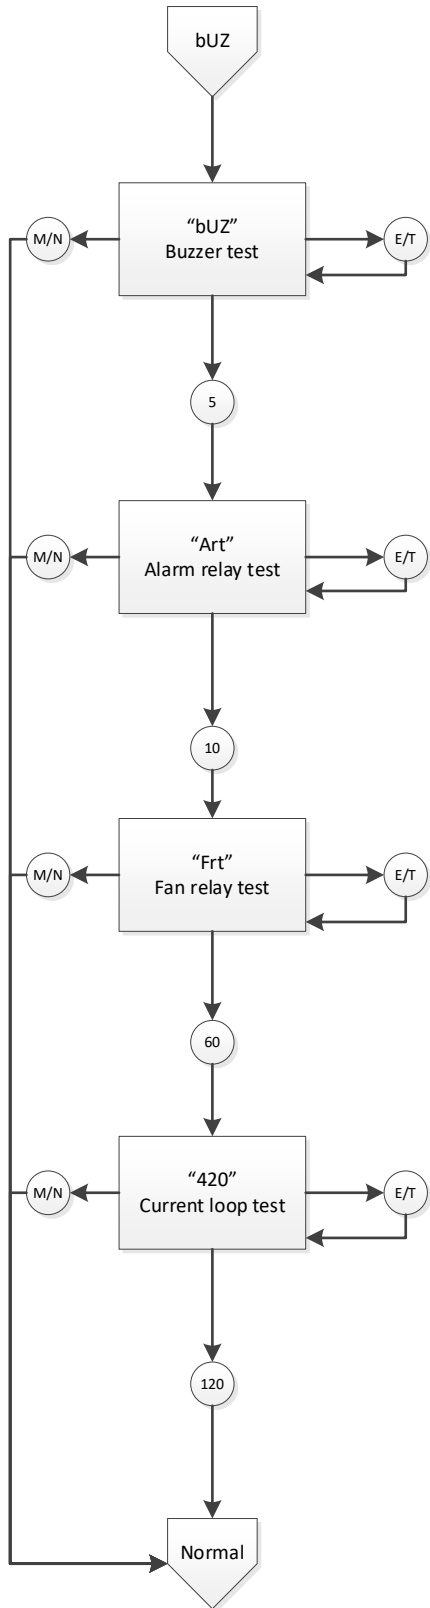 bUZ
“bUZ”
Buzzer test
M/N
E/T
5
“Art”
Alarm relay test
M/N
E/T
10
“Frt”
Fan relay test
M/N
E/T
60
“420”
Current loop test
M/N
E/T
120
Normal